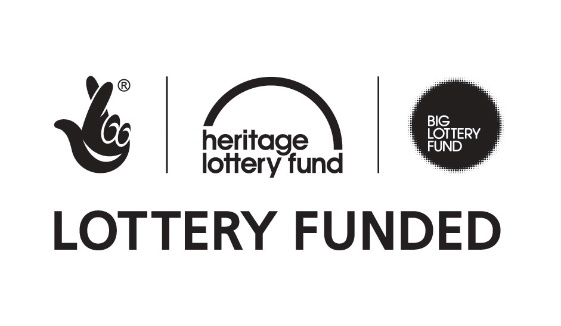 ®
heritage
lottery fund
BIG
LOTTERY
FUND
LOTTERY FUNDED